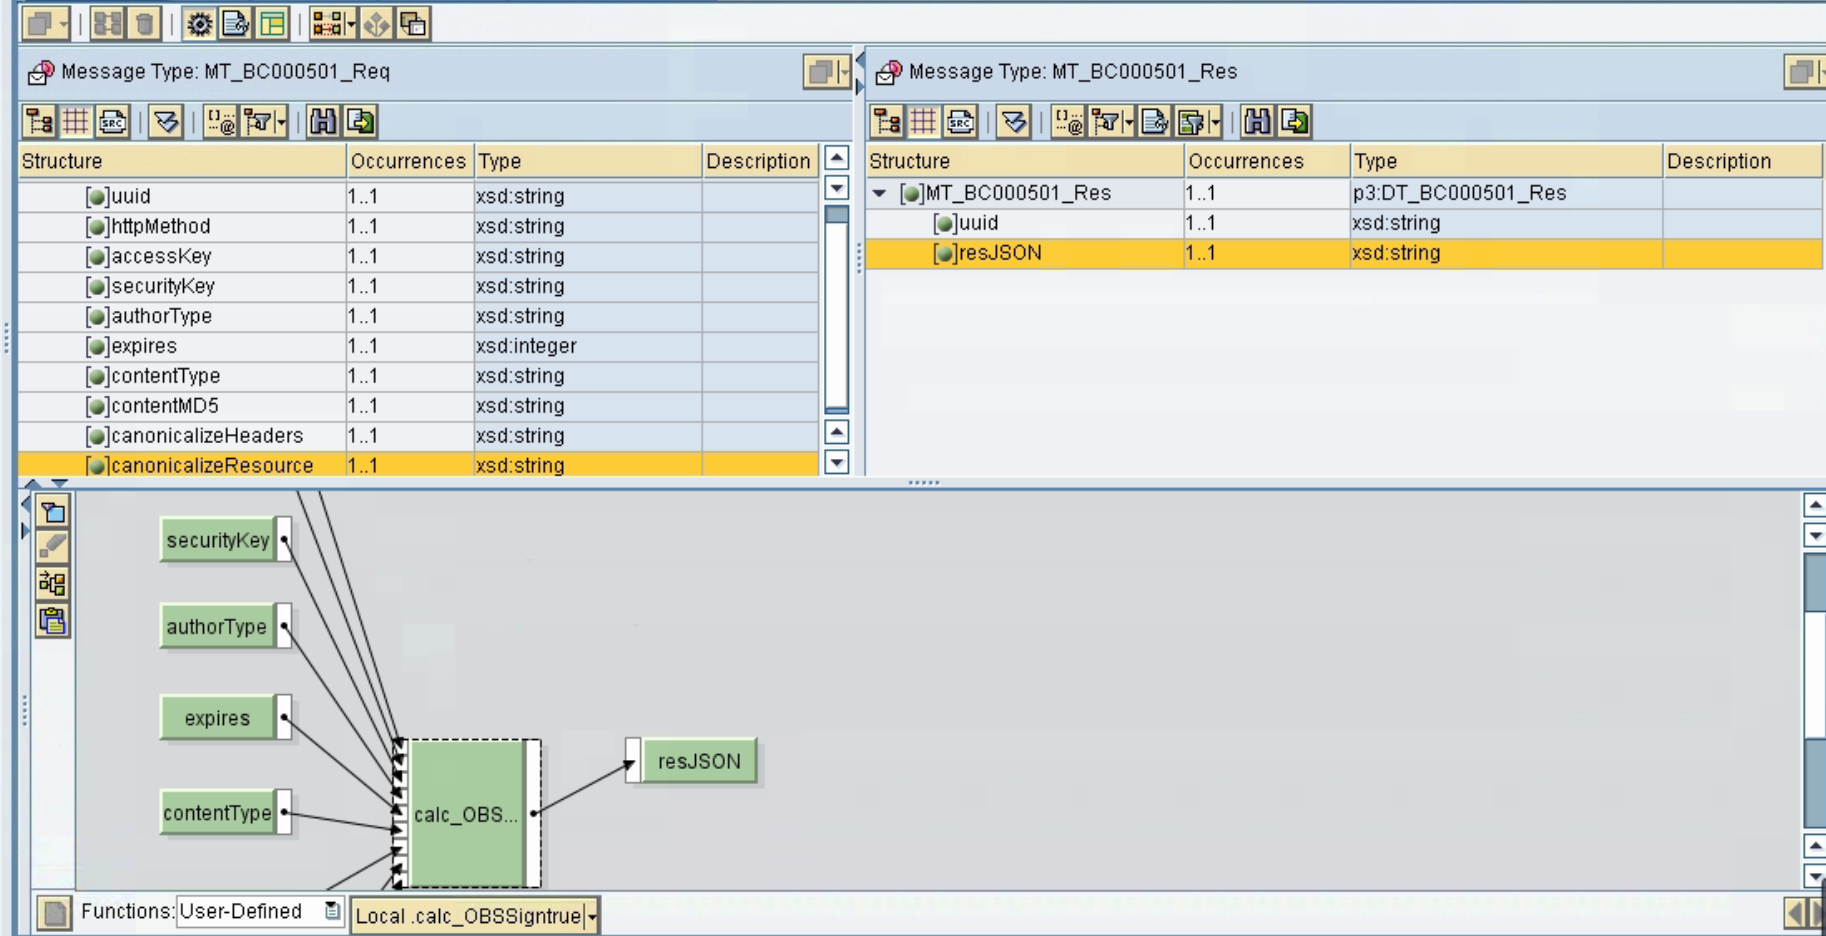 Message Type: MT_BC000501_Req
Structure Occurrences Type Description
uuid 1..1 xsd:string
httpMethod 1..1 xsd:string
accessKey 1..1 xsd:string
securityKey 1..1 xsd:string
authorType 1..1 xsd:string
expires 1..1 xsd:integer
contentType 1..1 xsd:string
contentMD5 1..1 xsd:string
canonicalizeHeaders 1..1 xsd:string
canonicalizeResource 1..1 xsd:string
Message Type: MT_BC000501_Res
Structure Occurrences Type Description
MT_BC000501_Res 1..1 p3:DT_BC000501_Res
uuid 1..1 xsd:string
resJSON 1..1 xsd:string
securityKey
authorType
expires
contentType
calc_OBS...
resJSON
Functions: User-Defined Local .calc_OBSSigntrue